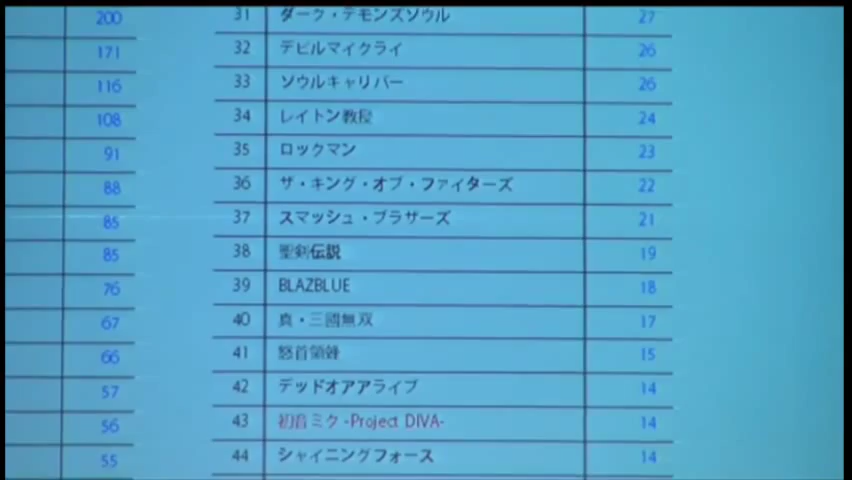 200
171
116
108
91
88
85
85
76
67
66
57
56
55
31 ダーク・デモンズソウル 27
32 デビルマイクライ 26
33 ソウルキャリバー 26
34 レイトン教授 24
35 ロックマン 23
36 ザ・キング・オブ・ファイターズ 22
37 スマッシュ・ブラザーズ 21
38 聖剣伝説 19
39 BLAZBLUE 18
40 真・三國無双 17
41 怒首領蜂 15
42 デッドオアアライブ 14
43 初音ミク -Project DIVA- 14
44 シャイニングフォース 14